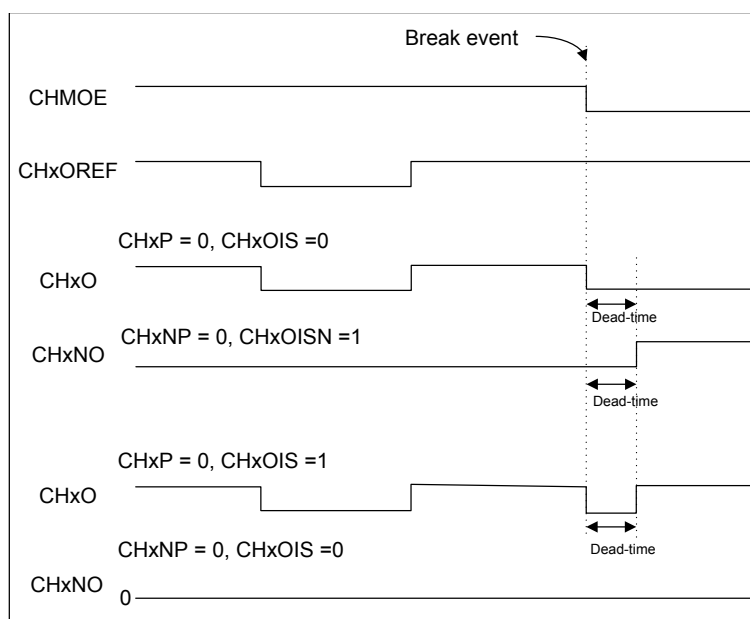 Break event
CHMOE
CHxOREF
CHxP = 0, CHxOIS =0
CHxO
Dead-time
CHxNP = 0, CHxOISN =1
CHxNO
Dead-time
CHxP = 0, CHxOIS =1
CHxO
CHxNP = 0, CHxOIS =0
Dead-time
CHxNO
0